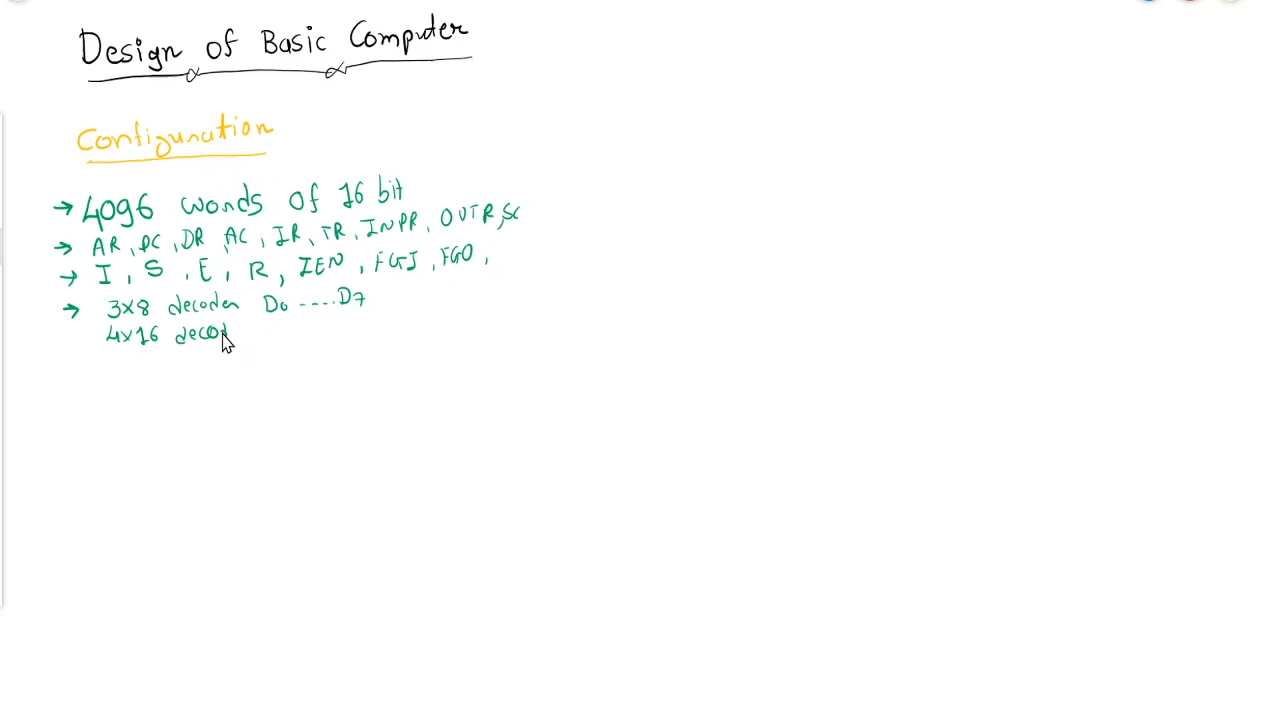 Design of Basic Computer
Configuration
→ 4096 words of 16 bit
→ AR, PC, DR, AC, IR, TR, INPR, OUTR, SC
→ I, S, E, R, IEN, FGI, FGO,
→ 3x8 decoder D0 ....D7
4x16 decod